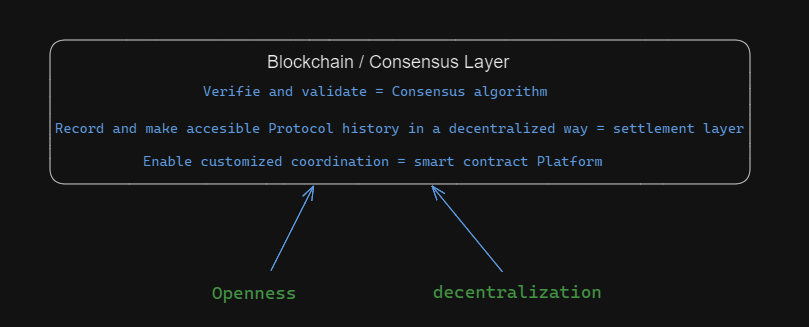 Blockchain / Consensus Layer
Verifie and validate = Consensus algorithm
Record and make accesible Protocol history in a decentralized way = settlement layer
Enable customized coordination = smart contract Platform
Openness
decentralization